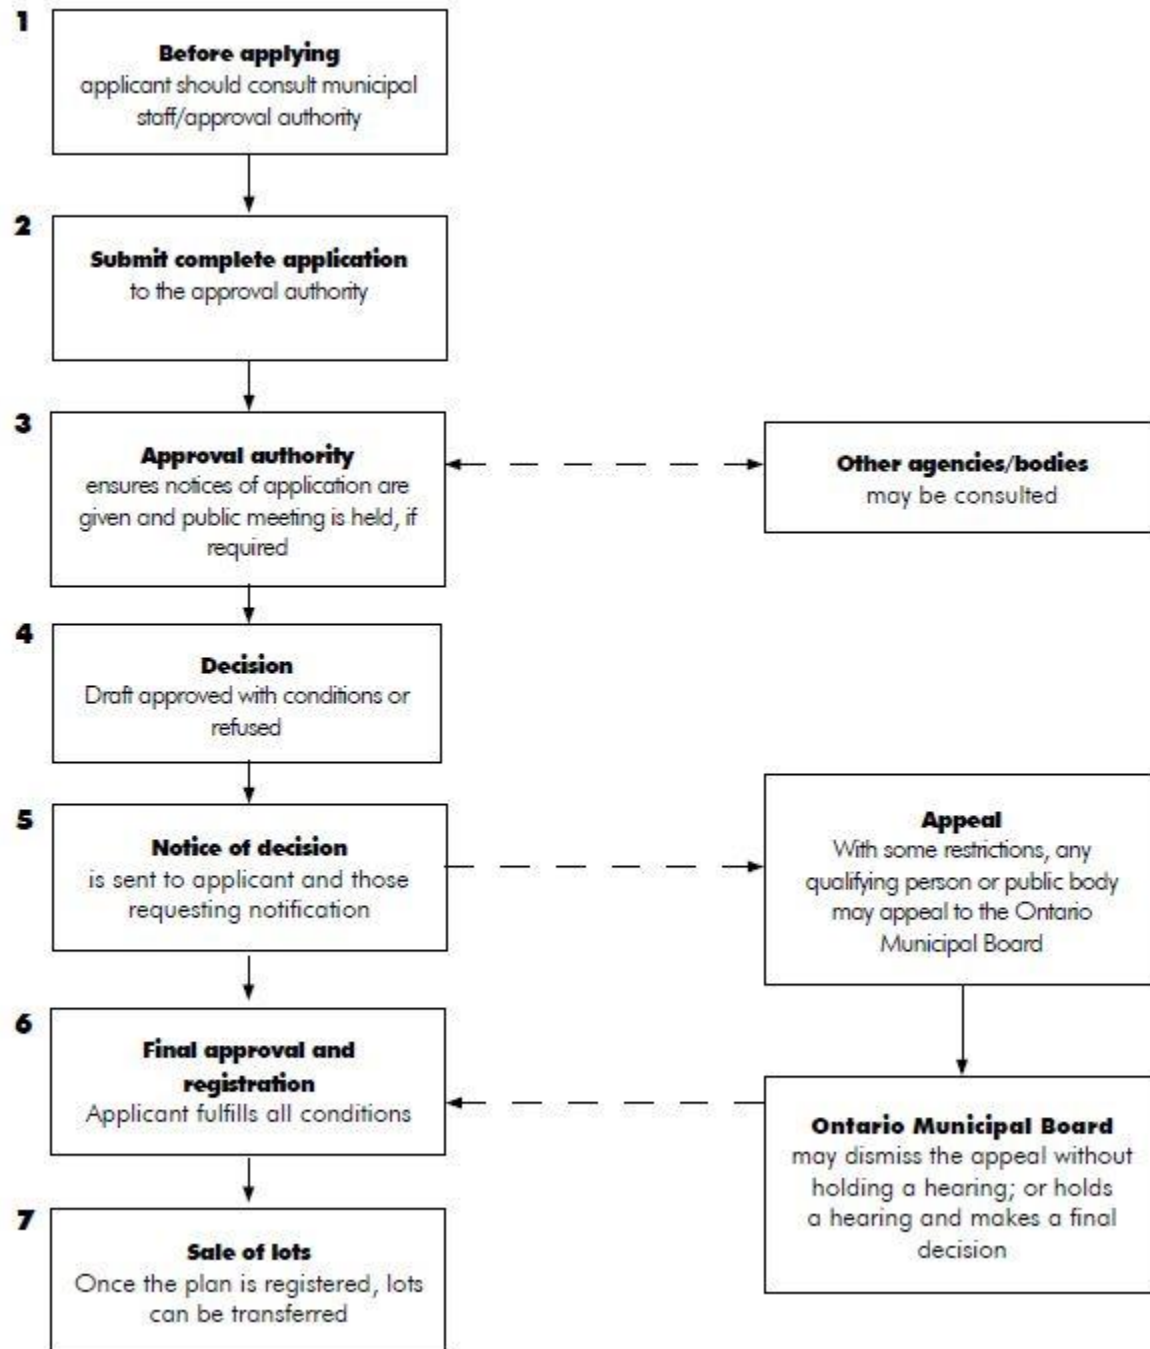 1
Before applying
applicant should consult municipal
staff/approval authority
2
Submit complete application
to the approval authority
3
Approval authority
ensures notices of application are
given and public meeting is held, if
required
Other agencies/bodies
may be consulted
4
Decision
Draft approved with conditions or
refused
5
Notice of decision
is sent to applicant and those
requesting notification
Appeal
With some restrictions, any
qualifying person or public body
may appeal to the Ontario
Municipal Board
6
Final approval and
registration
Applicant fulfills all conditions
Ontario Municipal Board
may dismiss the appeal without
holding a hearing; or holds
a hearing and makes a final
decision
7
Sale of lots
Once the plan is registered, lots
can be transferred